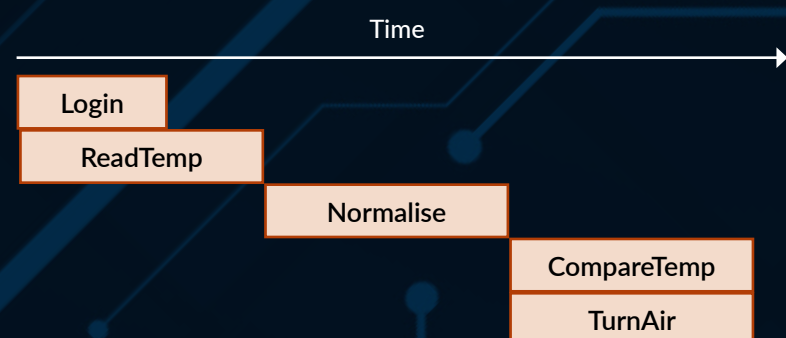 Time
Login
ReadTemp
Normalise
CompareTemp
TurnAir